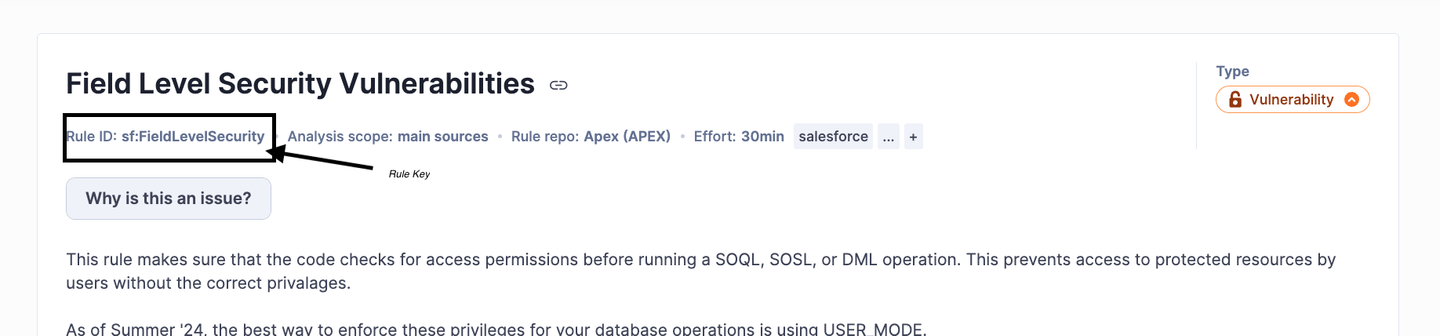 Field Level Security Vulnerabilities
Type
Vulnerability
Rule ID: sf:FieldLevelSecurity • Analysis scope: main sources • Rule repo: Apex (APEX) • Effort: 30min salesforce ... +
Rule Key
Why is this an issue?
This rule makes sure that the code checks for access permissions before running a SOQL, SOSL, or DML operation. This prevents access to protected resources by
users without the correct privalages.
As of Summer '24, the best way to enforce these privileges for your database operations is using USER_MODE.